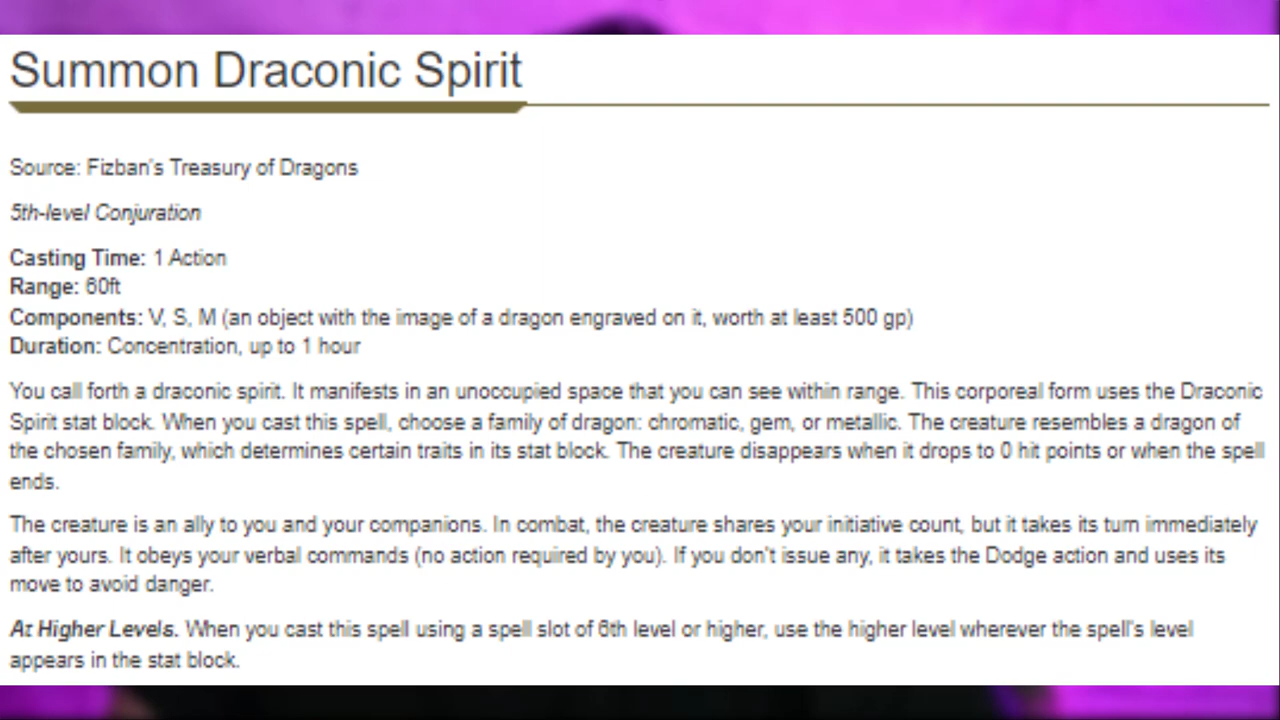 Summon Draconic Spirit
Source: Fizban's Treasury of Dragons
5th-level Conjuration
Casting Time: 1 Action
Range: 60ft
Components: V, S, M (an object with the image of a dragon engraved on it, worth at least 500 gp)
Duration: Concentration, up to 1 hour
You call forth a draconic spirit. It manifests in an unoccupied space that you can see within range. This corporeal form uses the Draconic
Spirit stat block. When you cast this spell, choose a family of dragon: chromatic, gem, or metallic. The creature resembles a dragon of
the chosen family, which determines certain traits in its stat block. The creature disappears when it drops to 0 hit points or when the spell
ends.
The creature is an ally to you and your companions. In combat, the creature shares your initiative count, but it takes its turn immediately
after yours. It obeys your verbal commands (no action required by you). If you don't issue any, it takes the Dodge action and uses its
move to avoid danger.
At Higher Levels. When you cast this spell using a spell slot of 6th level or higher, use the higher level wherever the spell's level
appears in the stat block.